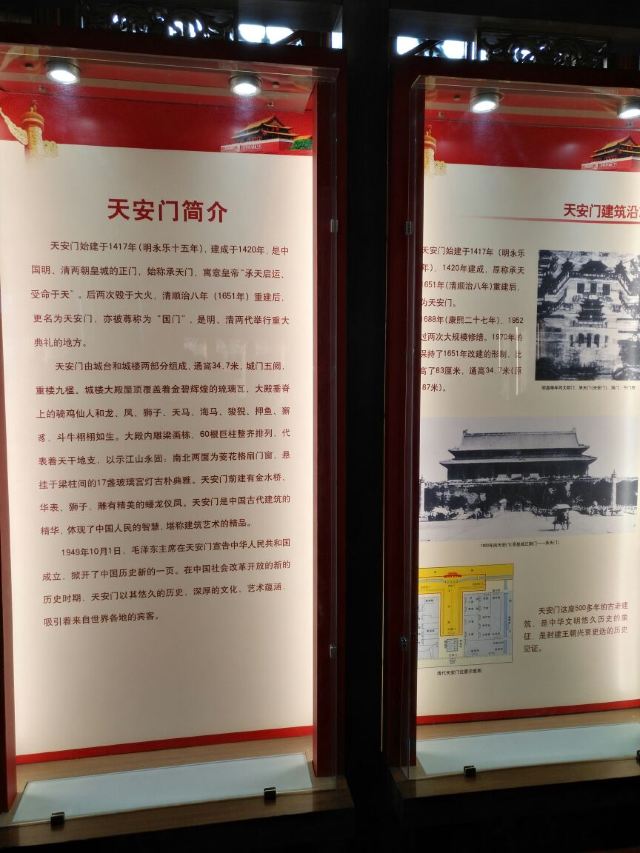 天安门简介
天安门始建于1417年（明永乐十五年），建成于1420年，是中
国明、清两朝皇城的正门，始称承天门，寓意皇帝“承天启运，
受命于天”。后两次毁于大火，清顺治八年（1651年）重建后，
更名为天安门，亦被尊称为“国门”，是明、清两代举行重大
典礼的地方。
天安门由城台和城楼两部分组成，通高34.7米，城门五阙，
重楼九楹。城楼大殿屋顶覆盖着金碧辉煌的琉璃瓦，大殿垂脊
上的骑鸡仙人和龙、凤、狮子、天马、海马、狻猊、押鱼、獬
豸、斗牛栩栩如生。大殿内雕梁画栋，60根巨柱整齐排列，代
表着天干地支，以示江山永固；南北两面为菱花格扇门窗，悬
挂于梁枋间的17盏玻璃宫灯古朴典雅。天安门前建有金水桥、
华表、狮子，雕有精美的蟠龙仪凤。天安门是中国古代建筑的
精华，体现了中国人民的智慧，堪称建筑艺术的精品。
1949年10月1日，毛泽东主席在天安门宣告中华人民共和国
成立，掀开了中国历史新的一页。在中国社会改革开放的新的
历史时期，天安门以其悠久的历史、深厚的文化、艺术蕴涵，
吸引着来自世界各地的宾客。
天安门建筑沿
天安门始建于1417年（明永乐
年），1420年建成，原称承天
651年（清顺治八年）重建后，
为天安门。
688年（康熙二十七年），1952
过两次大规模修缮。1970年的
保持了1651年改建的形制，比
高了83厘米，通高34.7米（原
87米）。
清代天安门位置示意图
天安门这座500多年的古老建
筑，是中华文明悠久历史的象
征，是封建王朝兴衰更迭的历史
见证。